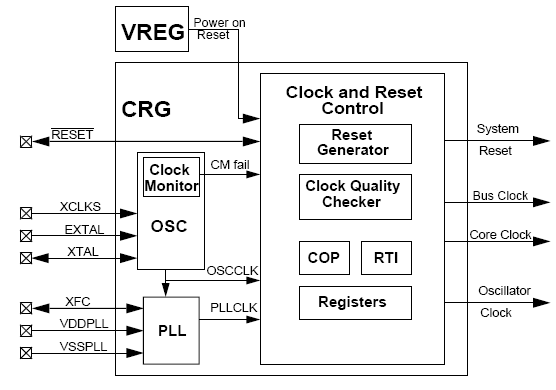 VREG
Power on
Reset
CRG
Clock and Reset
Control
RESET
Reset
Generator
System
Reset
Clock
Monitor
CM fail
Clock Quality
Checker
XCLKS
OSC
Bus Clock
EXTAL
XTAL
COP
RTI
Core Clock
OSCCLK
XFC
PLL
PLLCLK
Registers
Oscillator
Clock
VDDPLL
VSSPLL